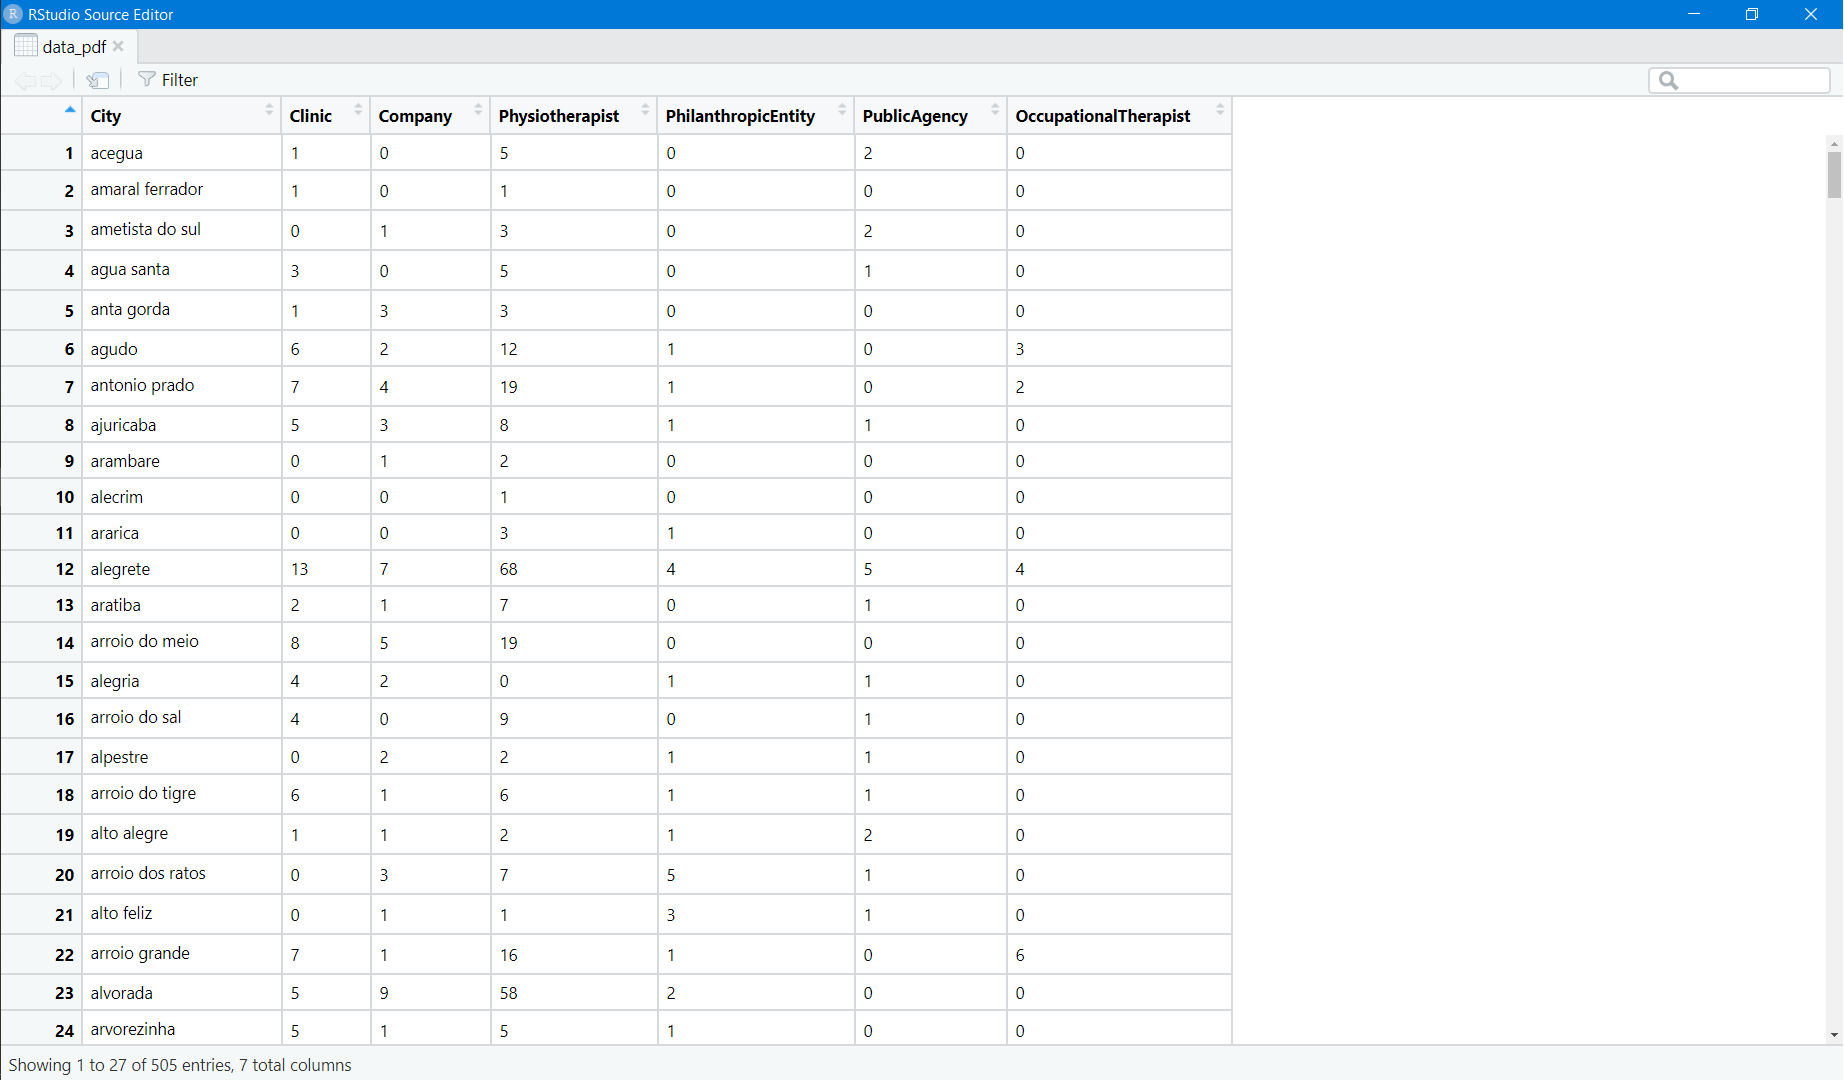 R RStudio Source Editor
data_pdf
Filter
City Clinic Company Physiotherapist PhilanthropicEntity PublicAgency OccupationalTherapist
1 acegua 1 0 5 0 2 0
2 amaral ferrador 1 0 1 0 0 0
3 ametista do sul 0 1 3 0 2 0
4 agua santa 3 0 5 0 1 0
5 anta gorda 1 3 3 0 0 0
6 agudo 6 2 12 1 0 3
7 antonio prado 7 4 19 1 0 2
8 ajuricaba 5 3 8 1 1 0
9 arambare 0 1 2 0 0 0
10 alecrim 0 0 1 0 0 0
11 ararica 0 0 3 1 0 0
12 alegrete 13 7 68 4 5 4
13 aratiba 2 1 7 0 1 0
14 arroio do meio 8 5 19 0 0 0
15 alegria 4 2 0 1 1 0
16 arroio do sal 4 0 9 0 1 0
17 alpestre 0 2 2 1 1 0
18 arroio do tigre 6 1 6 1 1 0
19 alto alegre 1 1 2 1 2 0
20 arroio dos ratos 0 3 7 5 1 0
21 alto feliz 0 1 1 3 1 0
22 arroio grande 7 1 16 1 0 6
23 alvorada 5 9 58 2 0 0
24 arvorezinha 5 1 5 1 0 0
Showing 1 to 27 of 505 entries, 7 total columns